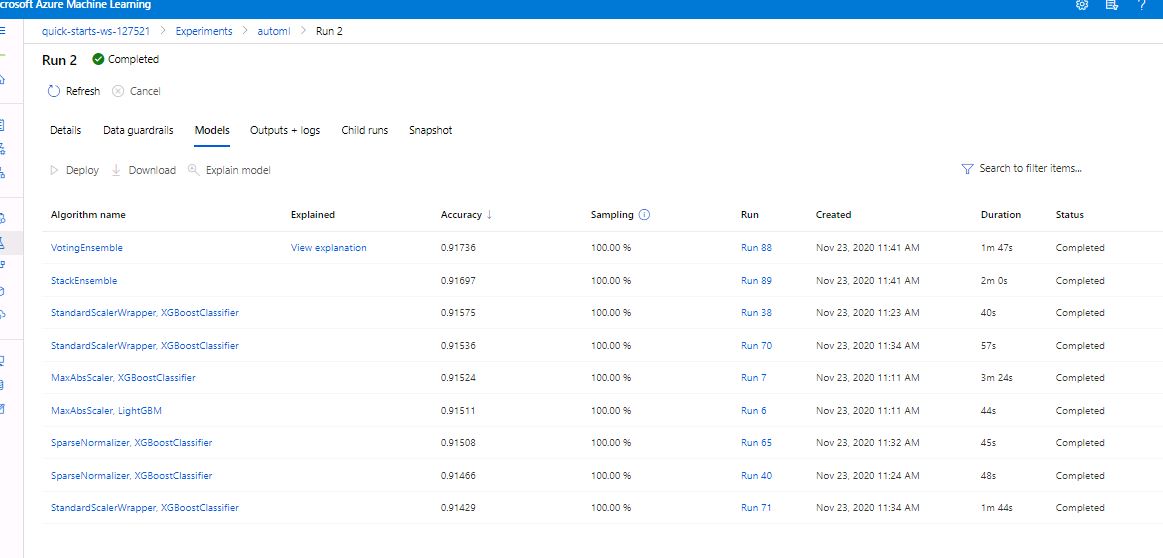 crosoft Azure Machine Learning ?
quick-starts-ws-127521 > Experiments > automl > Run 2
Run 2 Completed
Refresh Cancel
Details Data guardrails Models Outputs + logs Child runs Snapshot
Deploy Download Explain model Search to filter items...
Algorithm name Explained Accuracy ↓ Sampling Run Created Duration Status
VotingEnsemble View explanation 0.91736 100.00 % Run 88 Nov 23, 2020 11:41 AM 1m 47s Completed
StackEnsemble 0.91697 100.00 % Run 89 Nov 23, 2020 11:41 AM 2m 0s Completed
StandardScalerWrapper, XGBoostClassifier 0.91575 100.00 % Run 38 Nov 23, 2020 11:23 AM 40s Completed
StandardScalerWrapper, XGBoostClassifier 0.91536 100.00 % Run 70 Nov 23, 2020 11:34 AM 57s Completed
MaxAbsScaler, XGBoostClassifier 0.91524 100.00 % Run 7 Nov 23, 2020 11:11 AM 3m 24s Completed
MaxAbsScaler, LightGBM 0.91511 100.00 % Run 6 Nov 23, 2020 11:11 AM 44s Completed
SparseNormalizer, XGBoostClassifier 0.91508 100.00 % Run 65 Nov 23, 2020 11:32 AM 45s Completed
SparseNormalizer, XGBoostClassifier 0.91466 100.00 % Run 40 Nov 23, 2020 11:24 AM 48s Completed
StandardScalerWrapper, XGBoostClassifier 0.91429 100.00 % Run 71 Nov 23, 2020 11:34 AM 1m 44s Completed